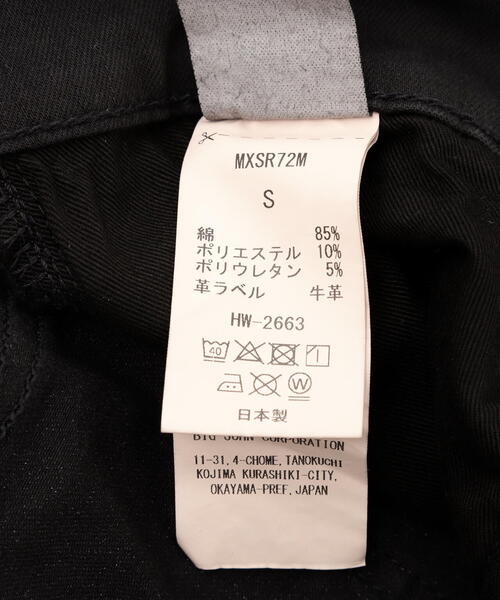 MXSR72M
S
綿 85%
ポリエステル 10%
ポリウレタン 5%
革ラベル 牛革
HW-2663
40
W
日本製
BIG JOHN CORPORATION
11-31,4-CHOME,TANOKUCHI
KOJIMA KURASHIKI-CITY,
OKAYAMA-PREF,JAPAN